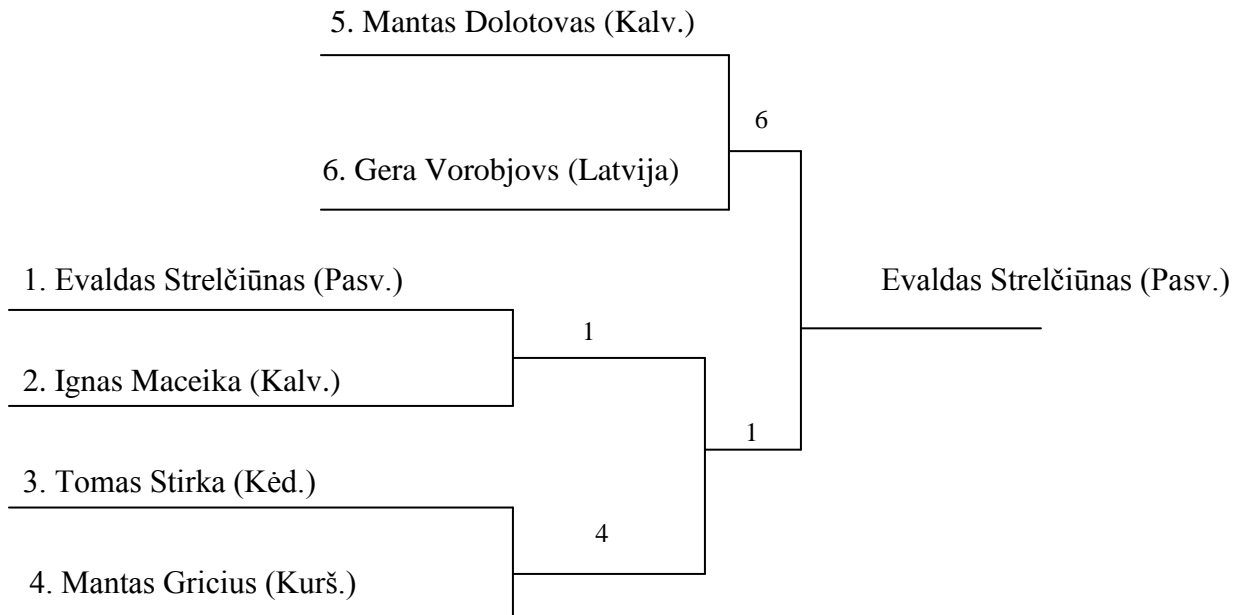 5. Mantas Dolotovas (Kalv.)
6
6. Gera Vorobjovs (Latvija)
1. Evaldas Strelčiūnas (Pasv.)
Evaldas Strelčiūnas (Pasv.)
1
2. Ignas Maceika (Kalv.)
1
3. Tomas Stirka (Kėd.)
4
4. Mantas Gricius (Kurš.)